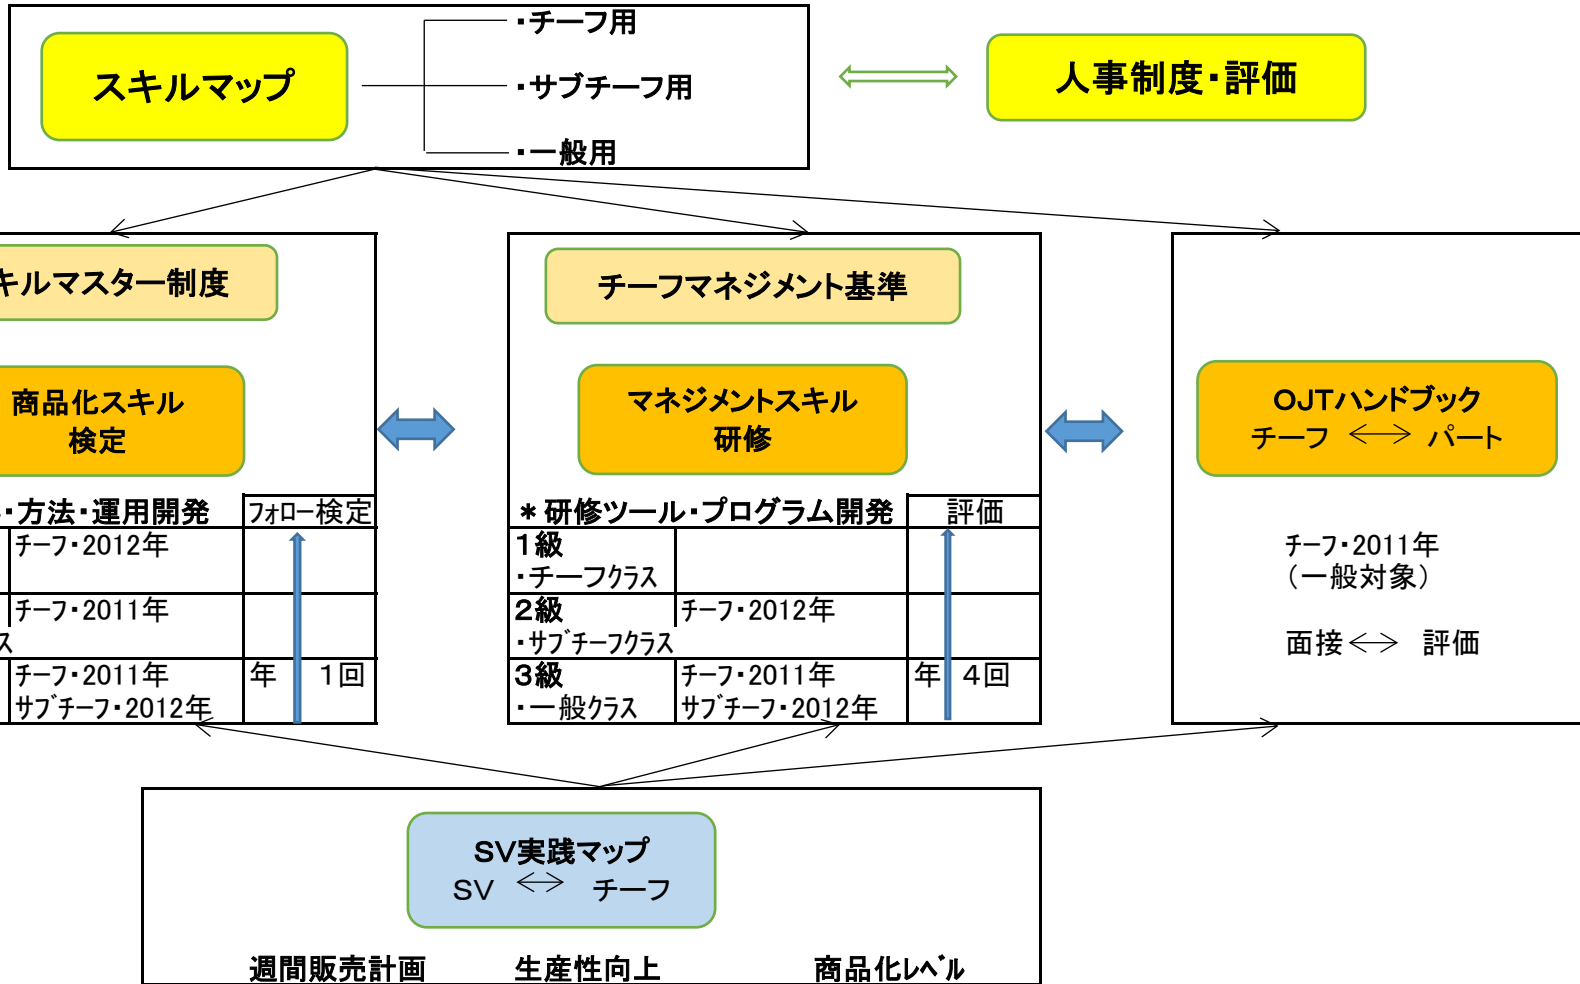 ・チーフ用
スキルマップ
・サブチーフ用
人事制度・評価
・一般用
キルマスター制度
チーフマネジメント基準
商品化スキル
検定
マネジメントスキル
研修
OJTハンドブック
チーフ ⟷ パート
・方法・運用開発
ﾌｫﾛｰ検定
チーフ・2012年
チーフ・2011年
ス
チーフ・2011年
サブチーフ・2012年
年 1回
＊研修ツール・プログラム開発
評価
1級
・チーフクラス
2級
チーフ・2012年
・サブチーフクラス
3級
チーフ・2011年
・一般クラス
サブチーフ・2012年
年 4回
チーフ・2011年
（一般対象）
面接⟷ 評価
SV実践マップ
SV ⟷ チーフ
週間販売計画
生産性向上
商品化レベル